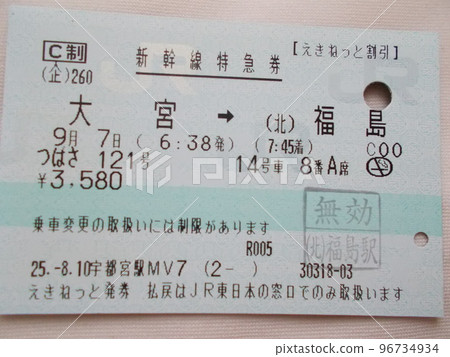 C制
新幹線特急券
【えきねっと割引】
(企)260
大宮 → (北)福島
9月 7日 ( 6:38発) (7:45着) C00
つばさ 121号 14号車 8番A席
¥3,580
乗車変更の取扱いには制限があります
無効
(北)福島駅
R005
25.-8.10宇都宮駅MV7 (2- ) 30318-03
えきねっと発券 払戻はJR東日本の窓口でのみ取扱います
PIXTA
pixta.jp - 96734934